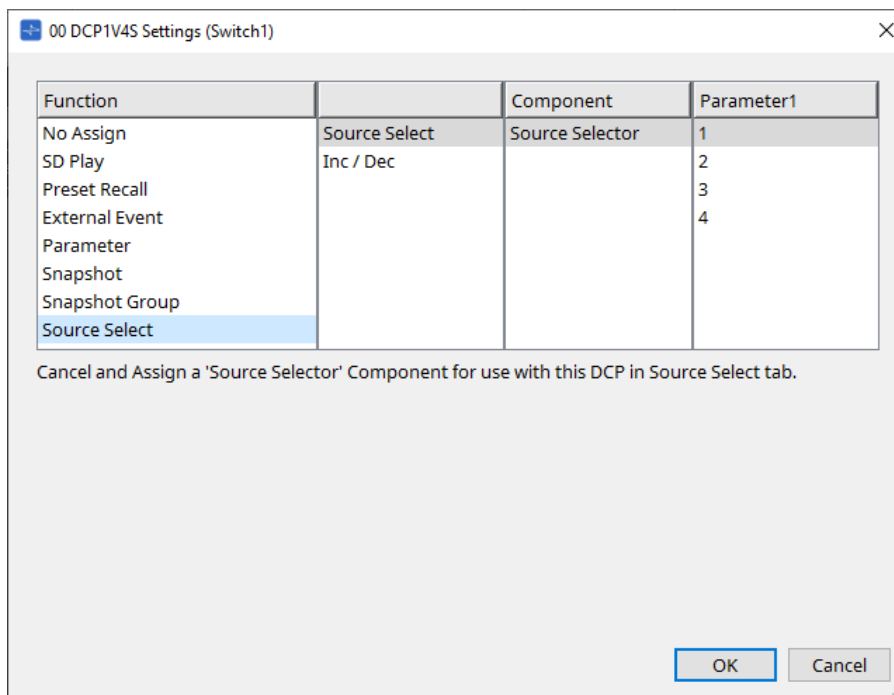 00 DCP1V4S Settings (Switch1)
Function Component Parameter1
No Assign Source Select Source Selector 1
SD Play Inc / Dec 2
Preset Recall 3
External Event 4
Parameter
Snapshot
Snapshot Group
Source Select
Cancel and Assign a 'Source Selector' Component for use with this DCP in Source Select tab.
OK Cancel